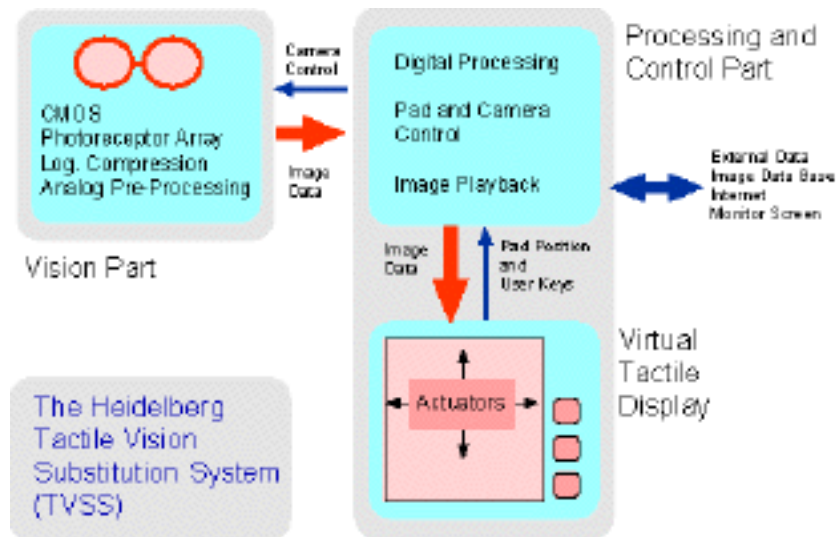 CMOS
Photoreceptor Array
Log. Compression
Analog Pre-Processing
Vision Part
Camera
Control
Image
Data
Digital Processing
Pad and Camera
Control
Image Playback
Processing and
Control Part
External Data
Image Data Base
Internet
Monitor Screen
Image
Data
Pad Position
and
User Keys
Actuators
Virtual
Tactile
Display
The Heidelberg
Tactile Vision
Substitution System
(TVSS)